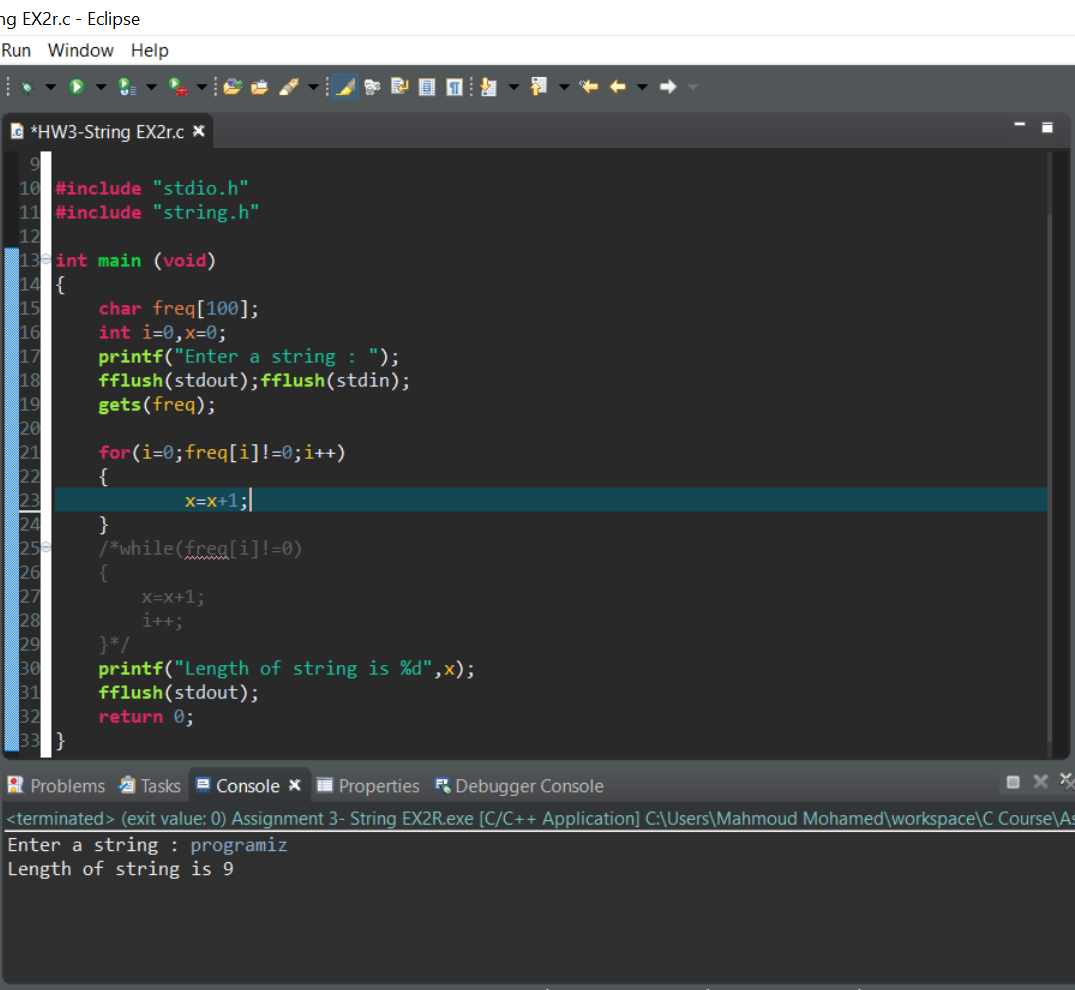 ng EX2r.c - Eclipse
Run Window Help
*HW3-String EX2r.c
9
10 #include "stdio.h"
11 #include "string.h"
12
13 int main (void)
14 {
15 char freq[100];
16 int i=0,x=0;
17 printf("Enter a string : ");
18 fflush(stdout);fflush(stdin);
19 gets(freq);
20
21 for(i=0;freq[i]!=0;i++)
22 {
23 x=x+1;
24 }
25 /*while(freq[i]!=0)
26 {
27 x=x+1;
28 i++;
29 }*/
30 printf("Length of string is %d",x);
31 fflush(stdout);
32 return 0;
33 }
Problems Tasks Console Properties Debugger Console
<terminated> (exit value: 0) Assignment 3- String EX2R.exe [C/C++ Application] C:\Users\Mahmoud Mohamed\workspace\C Course\As
Enter a string : programiz
Length of string is 9